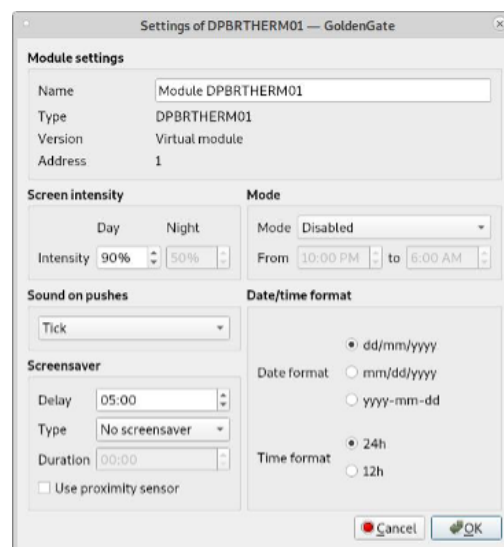 Settings of DPBRTHERM01 — GoldenGate
Module settings
Name Module DPBRTHERM01
Type DPBRTHERM01
Version Virtual module
Address 1
Screen intensity
Day Night
Intensity 90% 50%
Mode
Mode Disabled
From 10:00 PM to 6:00 AM
Sound on pushes
Tick
Date/time format
Date format
dd/mm/yyyy
mm/dd/yyyy
yyyy-mm-dd
Time format
24h
12h
Screensaver
Delay 05:00
Type No screensaver
Duration 00:00
Use proximity sensor
Cancel OK